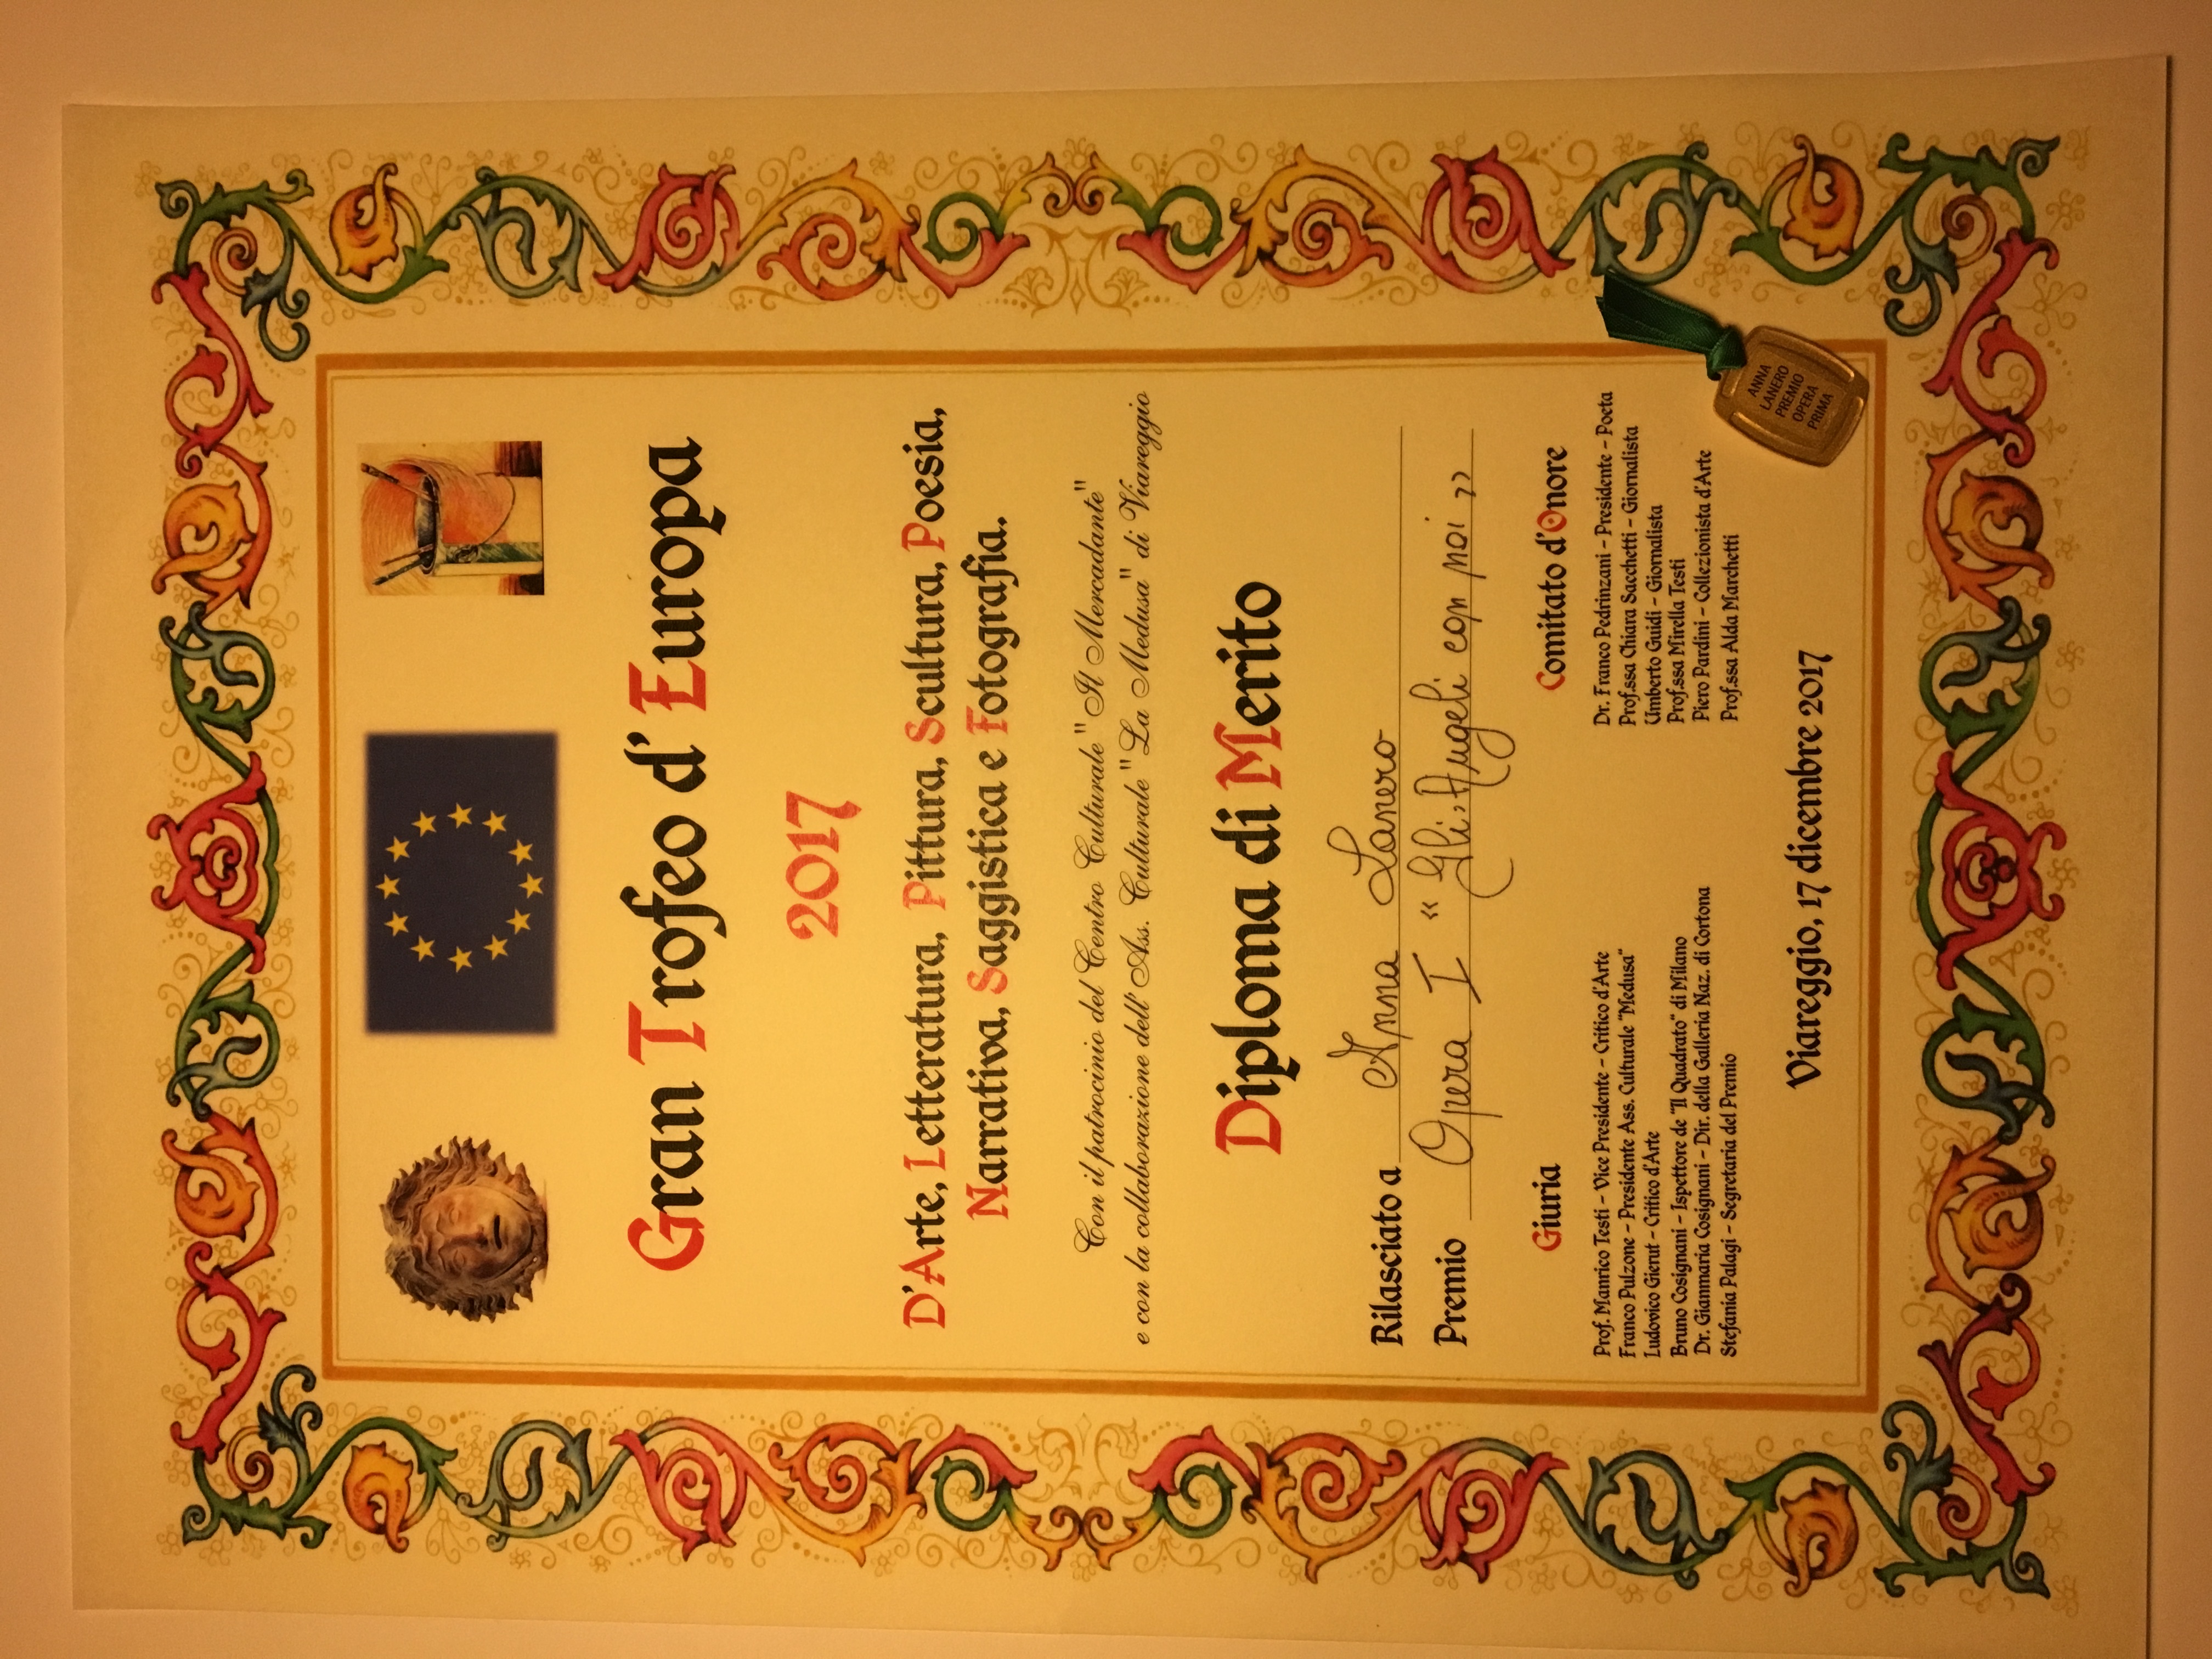 Gran Trofeo d'Europa
2017
D'Arte, Letteratura, Pittura, Scultura, Poesia,
Narrativa, Saggistica e Fotografia.
Con il patrocinio del Centro Culturale "Il Mercadante"
e con la collaborazione dell'Ass. Culturale "La Medusa" di Viareggio
Diploma di Merito
Rilasciato a Anna Lanero
Premio Opera I “Gli Angeli con noi”
Giuria
Prof. Manrico Testi - Vice Presidente - Critico d'Arte
Franco Pulzone - Presidente Ass. Culturale "Medusa"
Ludovico Gierut - Critico d'Arte
Bruno Cosignani - Ispettore de "Il Quadrato" di Milano
Dr. Gianmaria Cosignani - Dir. della Galleria Naz. di Cortona
Stefania Palagi - Segretaria del Premio
Comitato d'Onore
Dr. Franco Pedrinzani - Presidente - Poeta
Prof.ssa Chiara Sacchetti - Giornalista
Umberto Guidi - Giornalista
Prof.ssa Mirella Testi
Piero Pardini - Collezionista d'Arte
Prof.ssa Alda Marchetti
ANNA
LANERO
PREMIO
OPERA
PRIMA
Viareggio, 17 dicembre 2017